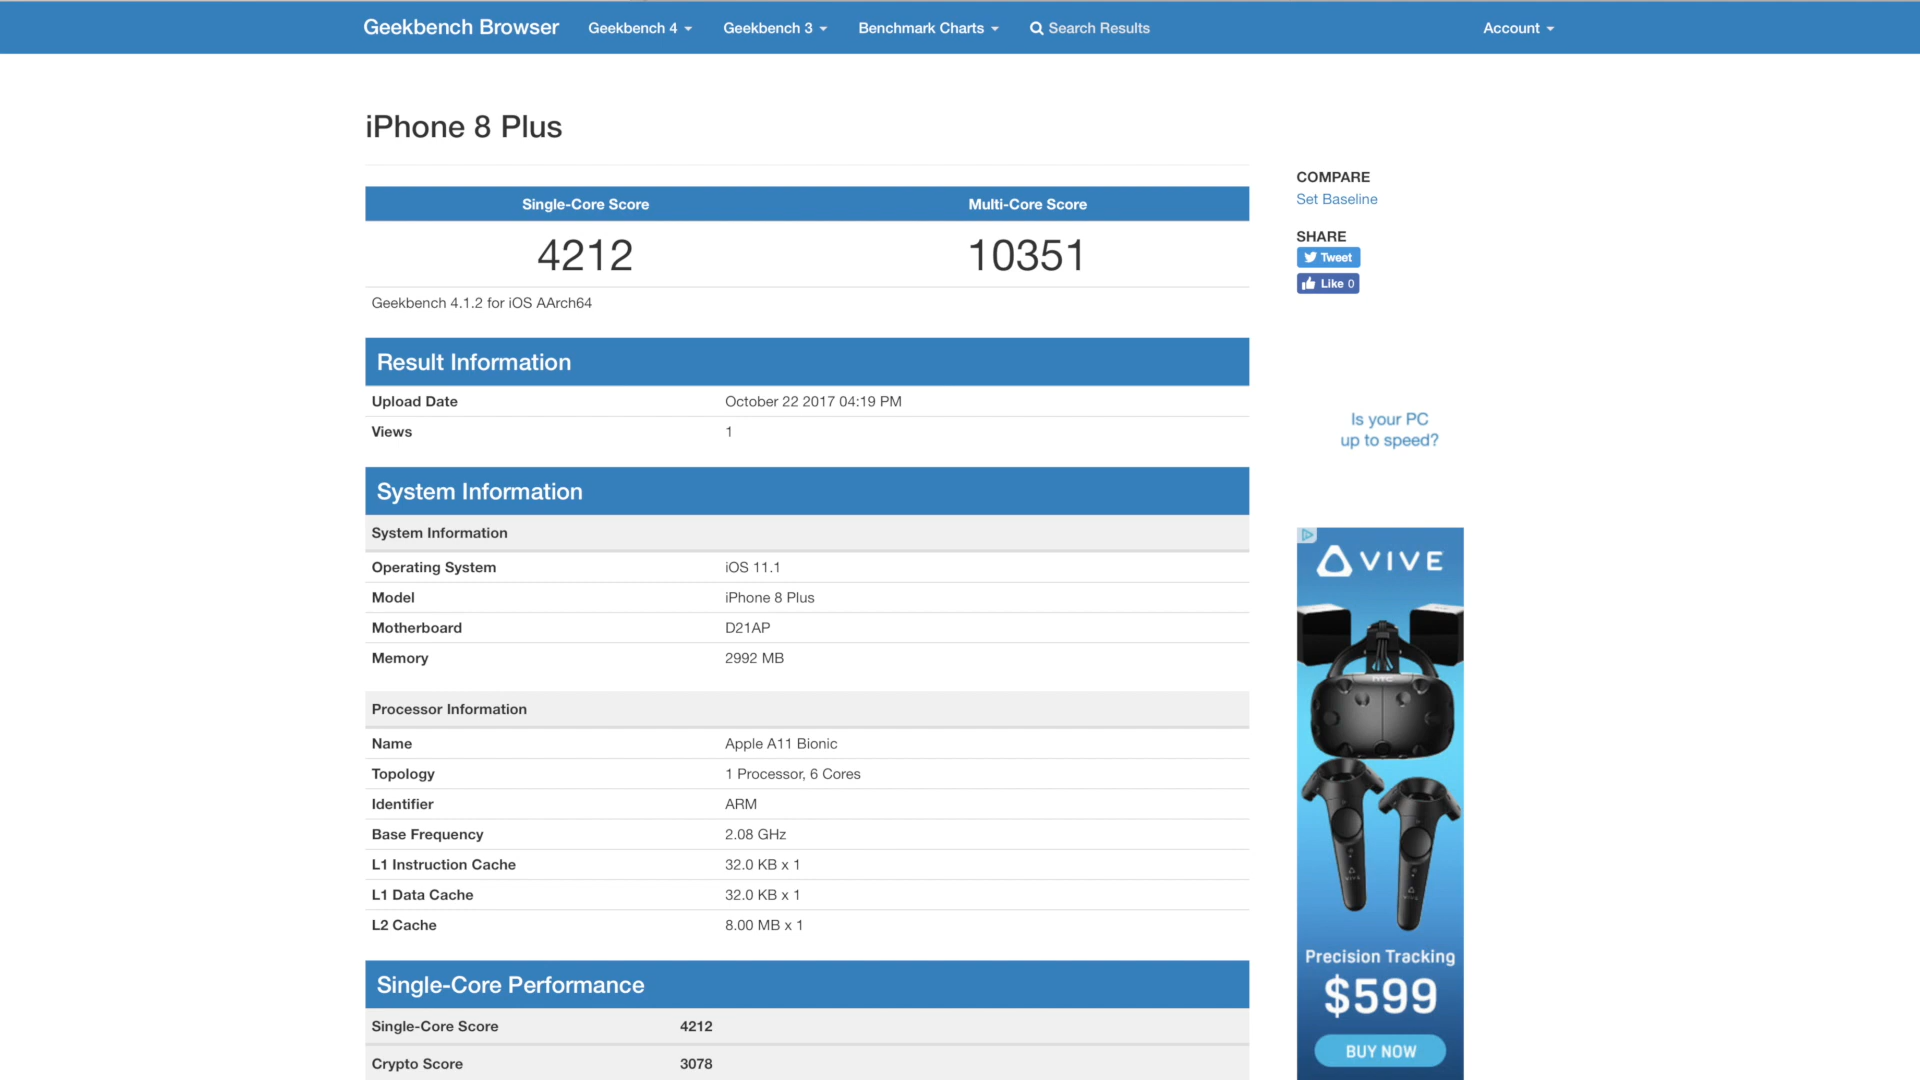 Geekbench Browser Geekbench 4 Geekbench 3 Benchmark Charts Search Results Account
iPhone 8 Plus
Single-Core Score Multi-Core Score
4212 10351
Geekbench 4.1.2 for iOS AArch64
Result Information
Upload Date October 22 2017 04:19 PM
Views 1
System Information
System Information
Operating System iOS 11.1
Model iPhone 8 Plus
Motherboard D21AP
Memory 2992 MB
Processor Information
Name Apple A11 Bionic
Topology 1 Processor, 6 Cores
Identifier ARM
Base Frequency 2.08 GHz
L1 Instruction Cache 32.0 KB x 1
L1 Data Cache 32.0 KB x 1
L2 Cache 8.00 MB x 1
Single-Core Performance
Single-Core Score 4212
Crypto Score 3078
COMPARE
Set Baseline
SHARE
Tweet
Like 0
Is your PC
up to speed?
VIVE
hTC
VIVE
VIVE
Precision Tracking
$599
BUY NOW